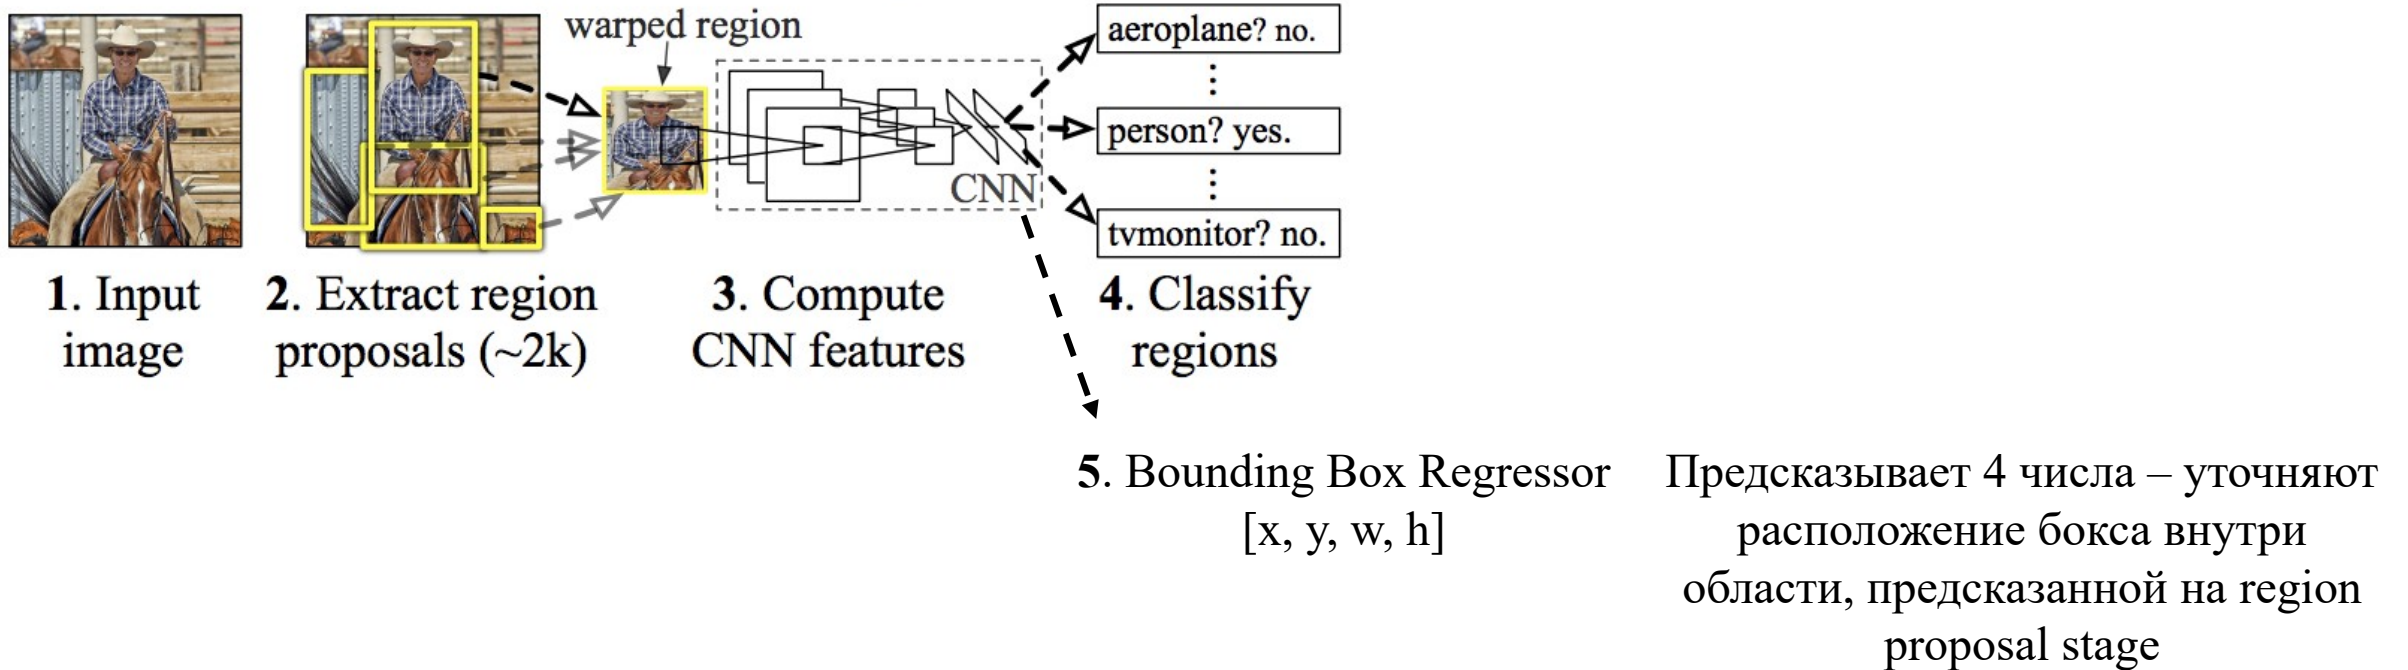 warped region
aeroplane? no.
⋮
person? yes.
⋮
tvmonitor? no.
CNN
1. Input
image
2. Extract region
proposals (~2k)
3. Compute
CNN features
4. Classify
regions
5. Bounding Box Regressor
[x, y, w, h]
Предсказывает 4 числа – уточняют
расположение бокса внутри
области, предсказанной на region
proposal stage